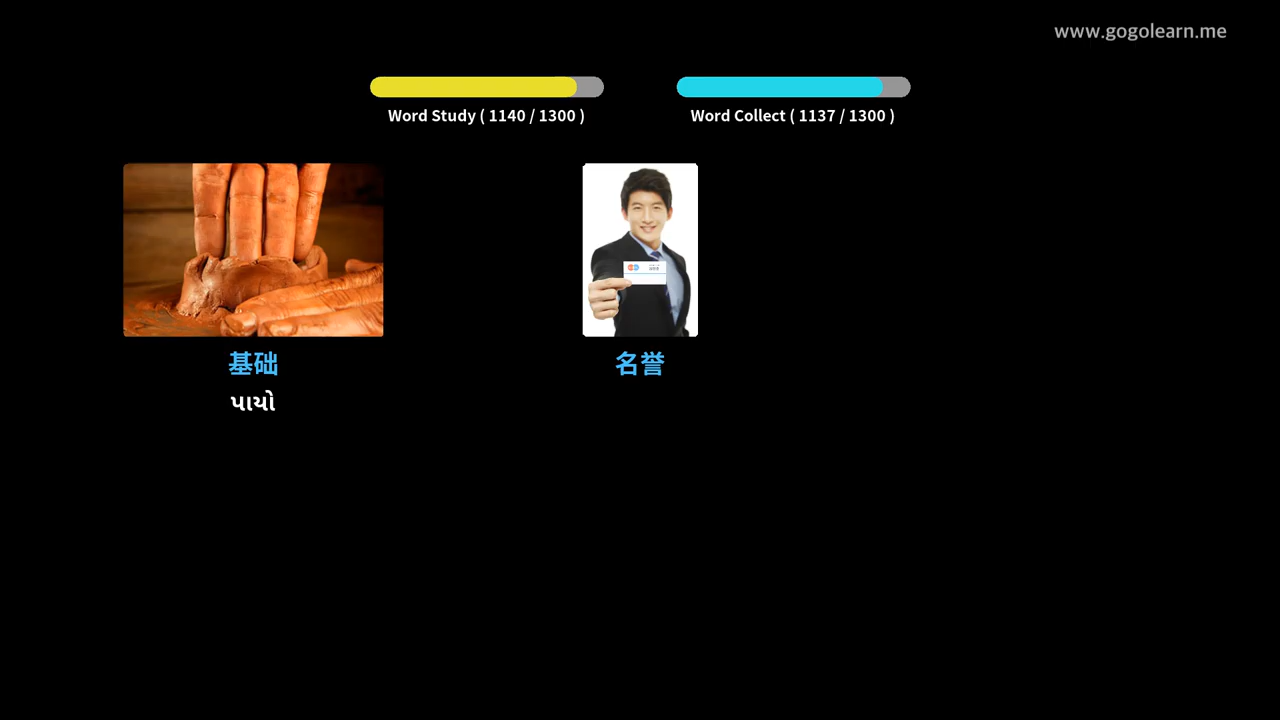 www.gogolearn.me
Word Study ( 1140 / 1300 )
Word Collect ( 1137 / 1300 )
基础
名誉
પાયો